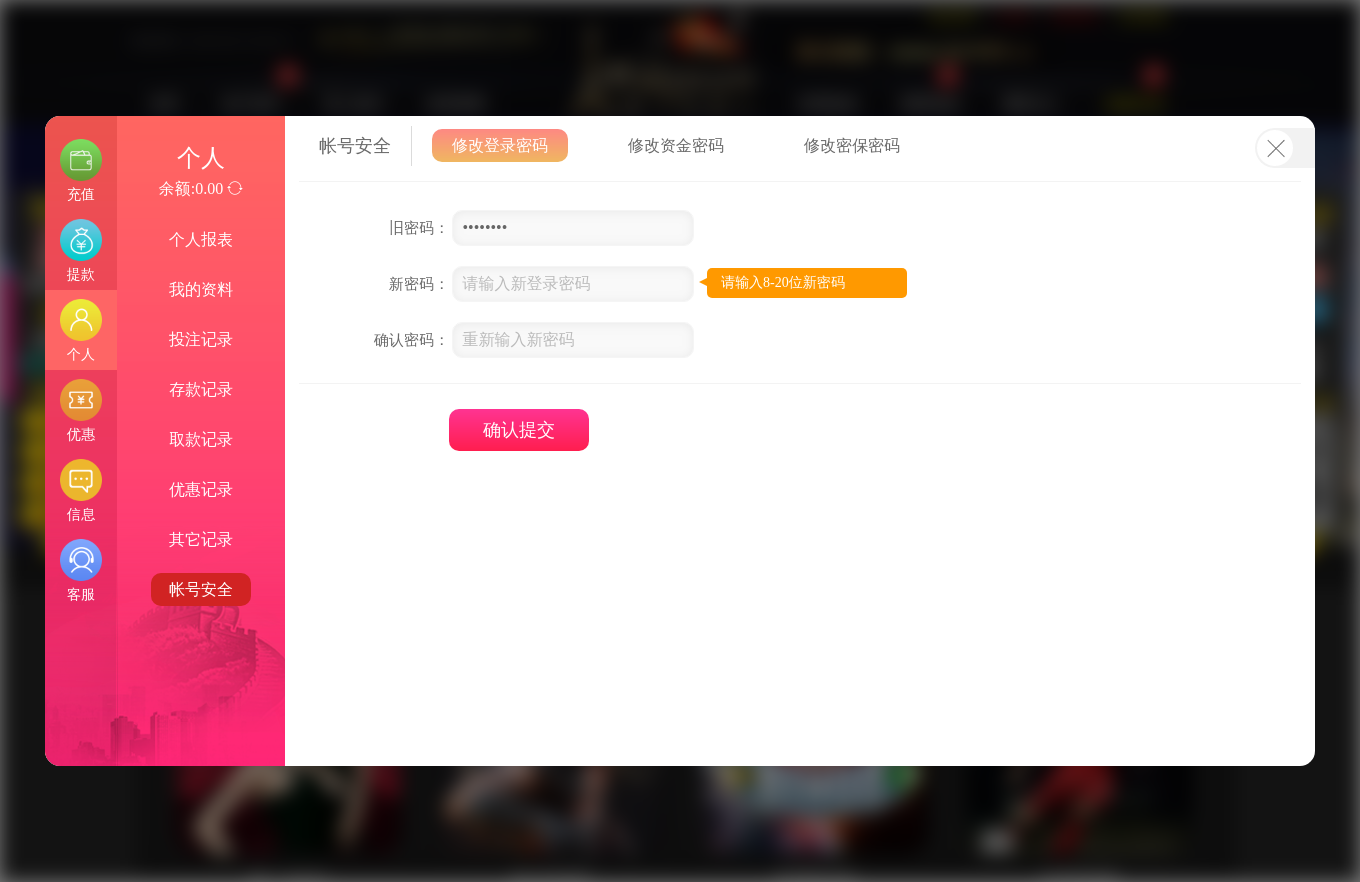 充值
提款
个人
优惠
信息
客服
个人
余额:0.00
个人报表
我的资料
投注记录
存款记录
取款记录
优惠记录
其它记录
帐号安全
帐号安全
修改登录密码
修改资金密码
修改密保密码
旧密码：
••••••••
新密码：
请输入新登录密码
请输入8-20位新密码
确认密码：
重新输入新密码
确认提交